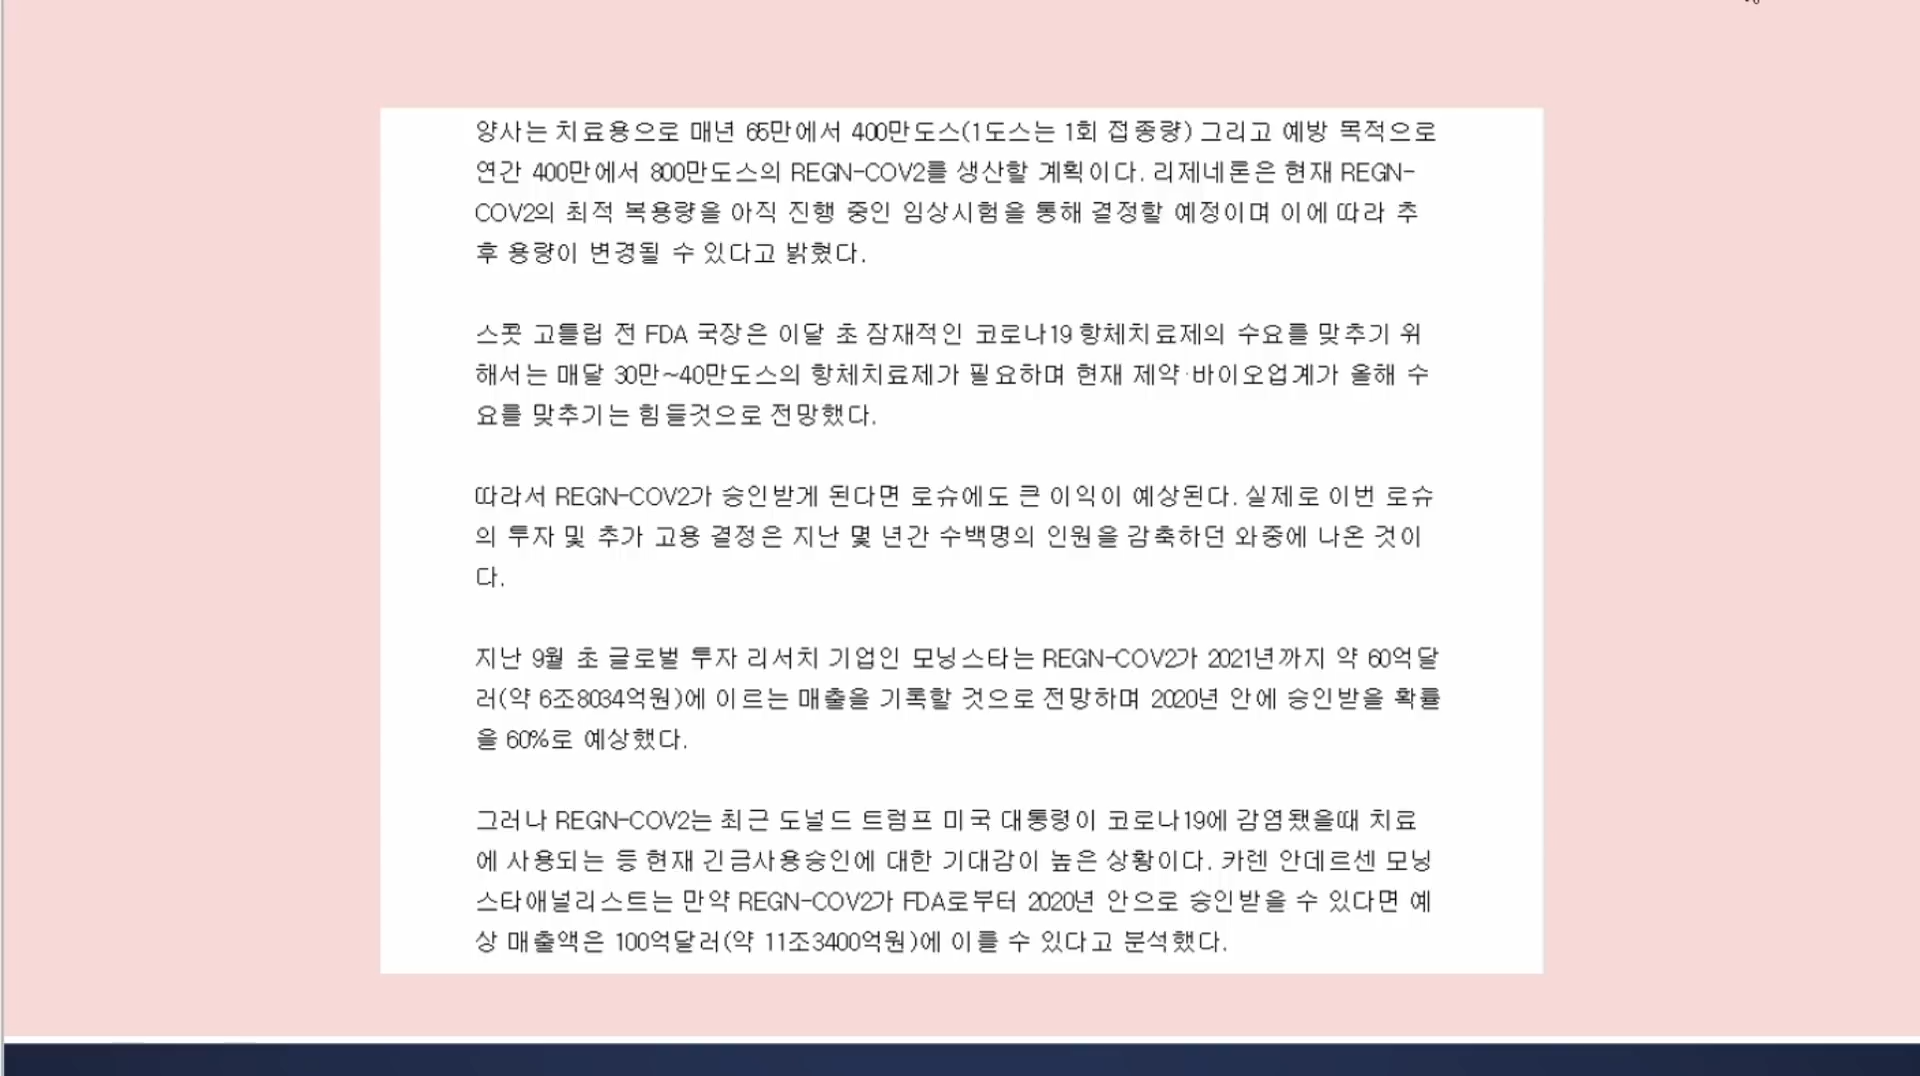 양사는 치료용으로 매년 65만에서 400만도스(1도스는 1회 접종량) 그리고 예방 목적으로
연간 400만에서 800만도스의 REGN-COV2를 생산할 계획이다. 리제네론은 현재 REGN-
COV2의 최적 복용량을 아직 진행 중인 임상시험을 통해 결정할 예정이며 이에 따라 추
후 용량이 변경될 수 있다고 밝혔다.
스콧 고틀립 전 FDA 국장은 이달 초 잠재적인 코로나19 항체치료제의 수요를 맞추기 위
해서는 매달 30만~40만도스의 항체치료제가 필요하며 현재 제약·바이오업계가 올해 수
요를 맞추기는 힘들것으로 전망했다.
따라서 REGN-COV2가 승인받게 된다면 로슈에도 큰 이익이 예상된다. 실제로 이번 로슈
의 투자 및 추가 고용 결정은 지난 몇 년간 수백명의 인원을 감축하던 와중에 나온 것이
다.
지난 9월 초 글로벌 투자 리서치 기업인 모닝스타는 REGN-COV2가 2021년까지 약 60억달
러(약 6조8034억원)에 이르는 매출을 기록할 것으로 전망하며 2020년 안에 승인받을 확률
을 60%로 예상했다.
그러나 REGN-COV2는 최근 도널드 트럼프 미국 대통령이 코로나19에 감염됐을때 치료
에 사용되는 등 현재 긴급사용승인에 대한 기대감이 높은 상황이다. 카렌 안데르센 모닝
스타애널리스트는 만약 REGN-COV2가 FDA로부터 2020년 안으로 승인받을 수 있다면 예
상 매출액은 100억달러(약 11조3400억원)에 이를 수 있다고 분석했다.